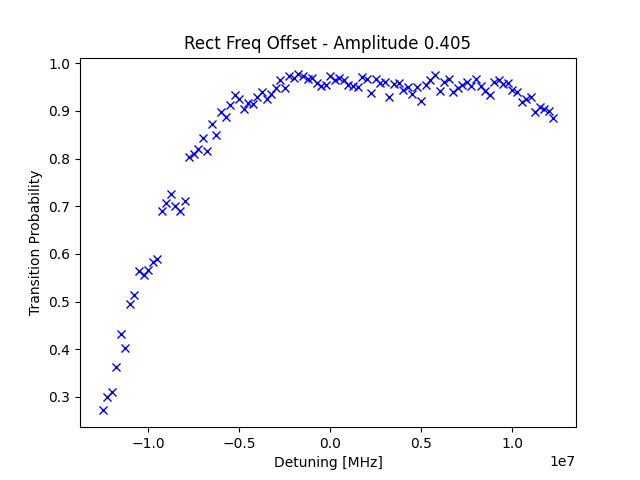 Rect Freq Offset - Amplitude 0.405
1.0
0.9
0.8
0.7
0.6
0.5
0.4
0.3
Transition Probability
−1.0 −0.5 0.0 0.5 1.0
1e7
Detuning [MHz]